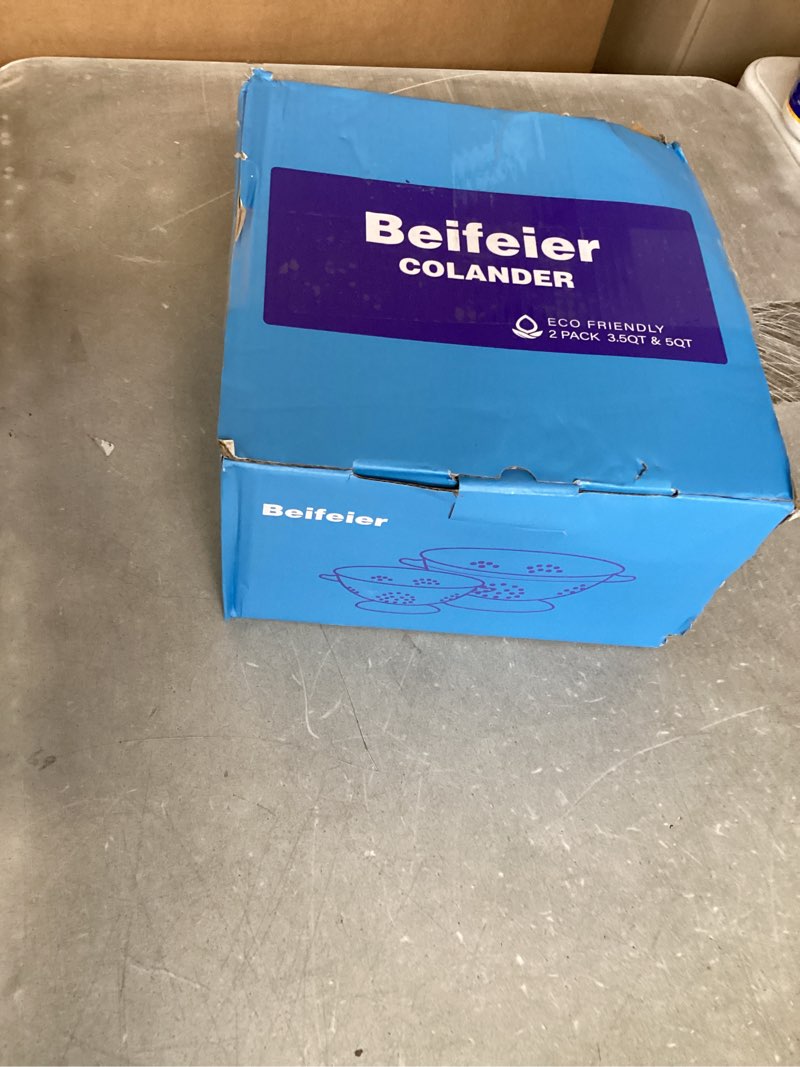 Beifeier
COLANDER
ECO FRIENDLY
2 PACK 3.5QT & 5QT
Beifeier